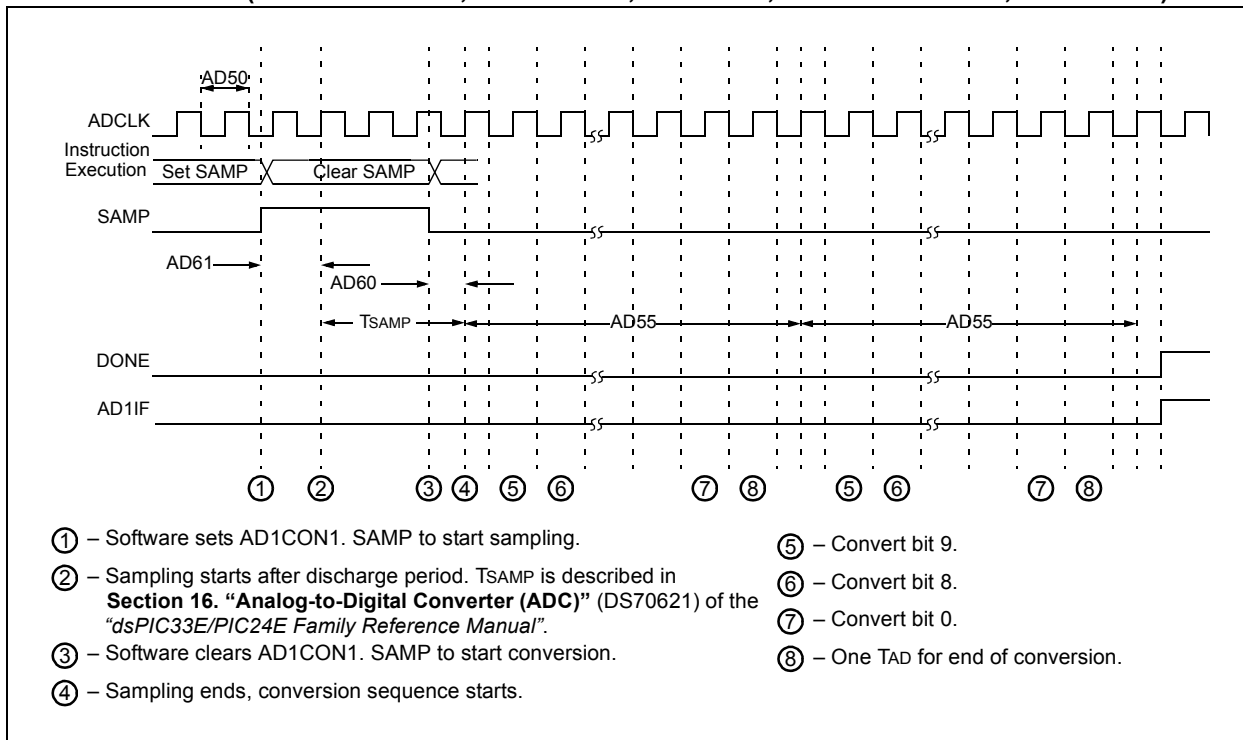 AD50
ADCLK
Instruction
Execution
Set SAMP
Clear SAMP
SAMP
AD61
AD60
TSAMP
AD55
AD55
DONE
AD1IF
1 2 3 4 5 6 7 8 5 6 7 8
1 – Software sets AD1CON1. SAMP to start sampling.
2 – Sampling starts after discharge period. TSAMP is described in
Section 16. “Analog-to-Digital Converter (ADC)” (DS70621) of the
“dsPIC33E/PIC24E Family Reference Manual”.
3 – Software clears AD1CON1. SAMP to start conversion.
4 – Sampling ends, conversion sequence starts.
5 – Convert bit 9.
6 – Convert bit 8.
7 – Convert bit 0.
8 – One TAD for end of conversion.